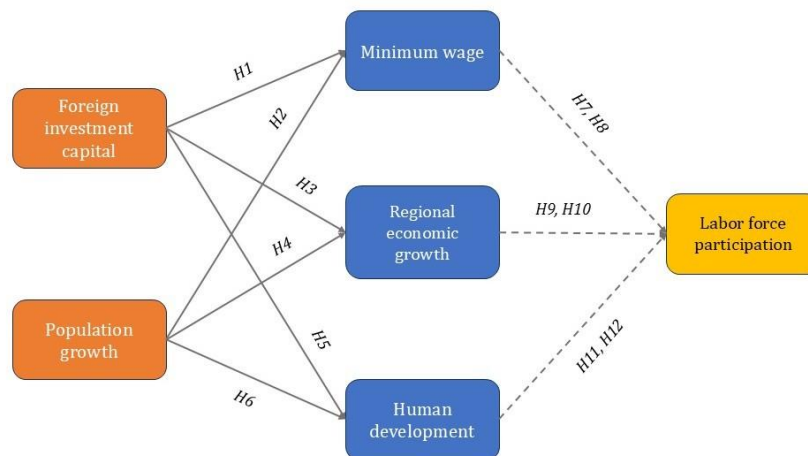 Minimum wage
H1
H7, H8
Foreign
investment
capital
H2
H3
Regional
economic
growth
H9, H10
Labor force
participation
H4
Population
growth
H5
H11, H12
H6
Human
development